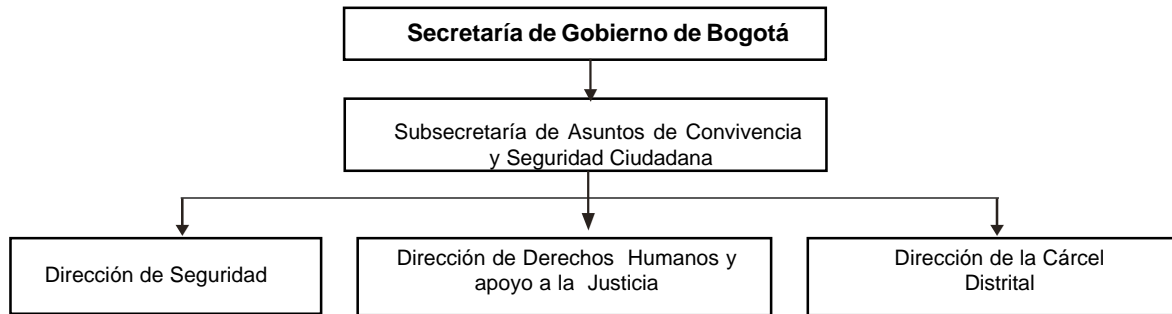 Secretaría de Gobierno de Bogotá
Subsecretaría de Asuntos de Convivencia
y Seguridad Ciudadana
Dirección de Seguridad
Dirección de Derechos Humanos y
apoyo a la Justicia
Dirección de la Cárcel
Distrital